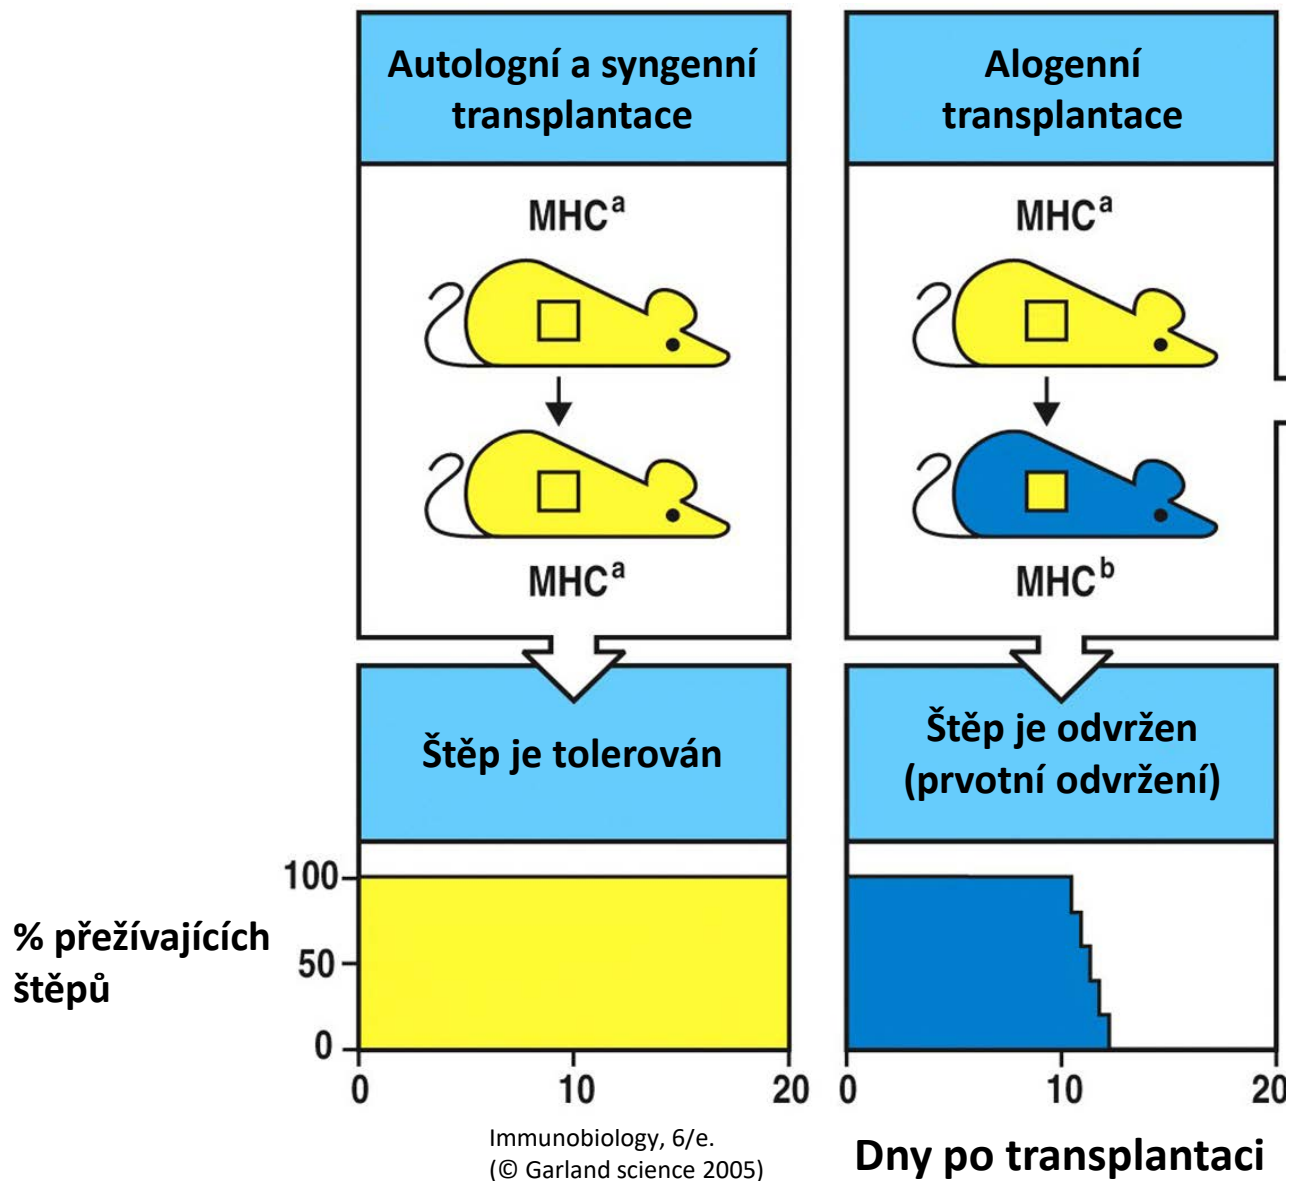 Autologní a syngenní
transplantace
MHCᵃ
MHCᵃ
Štěp je tolerován
Alogenní
transplantace
MHCᵃ
MHCᵇ
Štěp je odvržen
(prvotní odvržení)
% přežívajících
štěpů
100
50
0
0 10 20
0 10 20
Immunobiology, 6/e.
(© Garland science 2005)
Dny po transplantaci